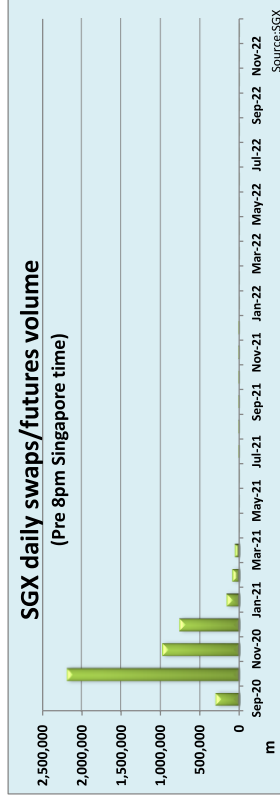 SGX daily swaps/futures volume
(Pre 8pm Singapore time)
2,500,000
2,000,000
1,500,000
1,000,000
500,000
0
m
Sep-20 Nov-20 Jan-21 Mar-21 May-21 Jul-21 Sep-21 Nov-21 Jan-22 Mar-22 May-22 Jul-22 Sep-22 Nov-22
Source:SGX